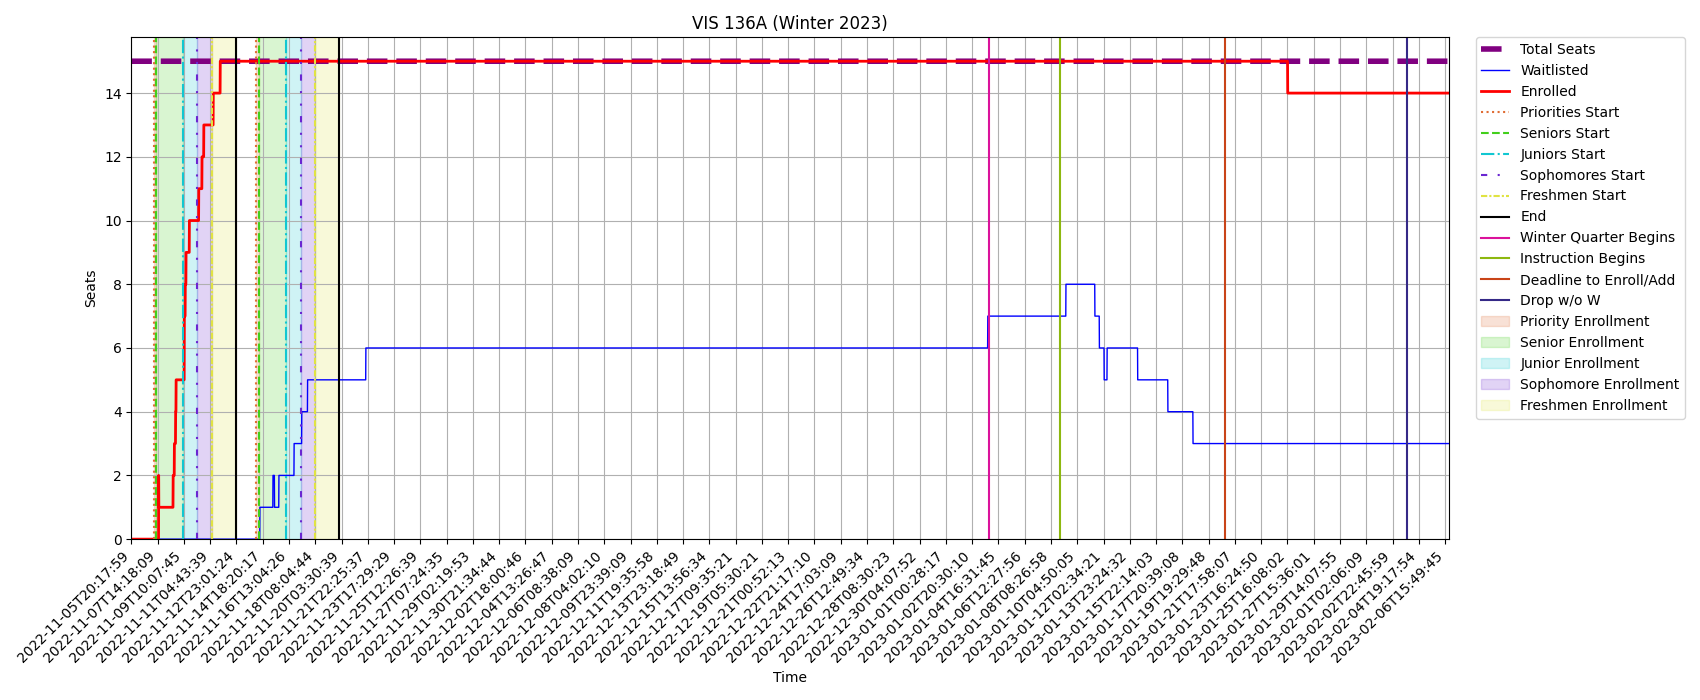 VIS 136A (Winter 2023)
Seats
14
12
10
8
6
4
2
0
2022-11-05T20:17:59
2022-11-07T14:18:09
2022-11-09T10:07:45
2022-11-11T04:43:39
2022-11-12T23:01:24
2022-11-14T18:20:17
2022-11-16T13:04:26
2022-11-18T08:04:44
2022-11-20T03:30:39
2022-11-21T22:25:37
2022-11-23T17:29:29
2022-11-25T12:26:39
2022-11-27T07:24:35
2022-11-29T02:19:53
2022-11-30T21:34:44
2022-12-02T18:00:46
2022-12-04T13:26:47
2022-12-06T08:38:09
2022-12-08T04:02:10
2022-12-09T23:39:09
2022-12-11T19:35:58
2022-12-13T23:18:49
2022-12-15T13:56:34
2022-12-17T09:35:21
2022-12-19T05:30:21
2022-12-21T00:52:13
2022-12-22T21:17:10
2022-12-24T17:03:09
2022-12-26T12:49:34
2022-12-28T08:30:23
2022-12-30T04:07:52
2023-01-01T00:28:17
2023-01-02T20:30:10
2023-01-04T16:31:45
2023-01-06T12:27:56
2023-01-08T08:26:58
2023-01-10T04:50:05
2023-01-12T02:34:21
2023-01-13T23:24:32
2023-01-15T22:14:03
2023-01-17T20:39:08
2023-01-19T19:29:48
2023-01-21T17:58:07
2023-01-23T16:24:50
2023-01-25T16:08:02
2023-01-27T15:36:01
2023-01-29T14:07:55
2023-02-01T02:06:09
2023-02-02T22:45:59
2023-02-04T19:17:54
2023-02-06T15:49:45
Time
Total Seats
Waitlisted
Enrolled
Priorities Start
Seniors Start
Juniors Start
Sophomores Start
Freshmen Start
End
Winter Quarter Begins
Instruction Begins
Deadline to Enroll/Add
Drop w/o W
Priority Enrollment
Senior Enrollment
Junior Enrollment
Sophomore Enrollment
Freshmen Enrollment